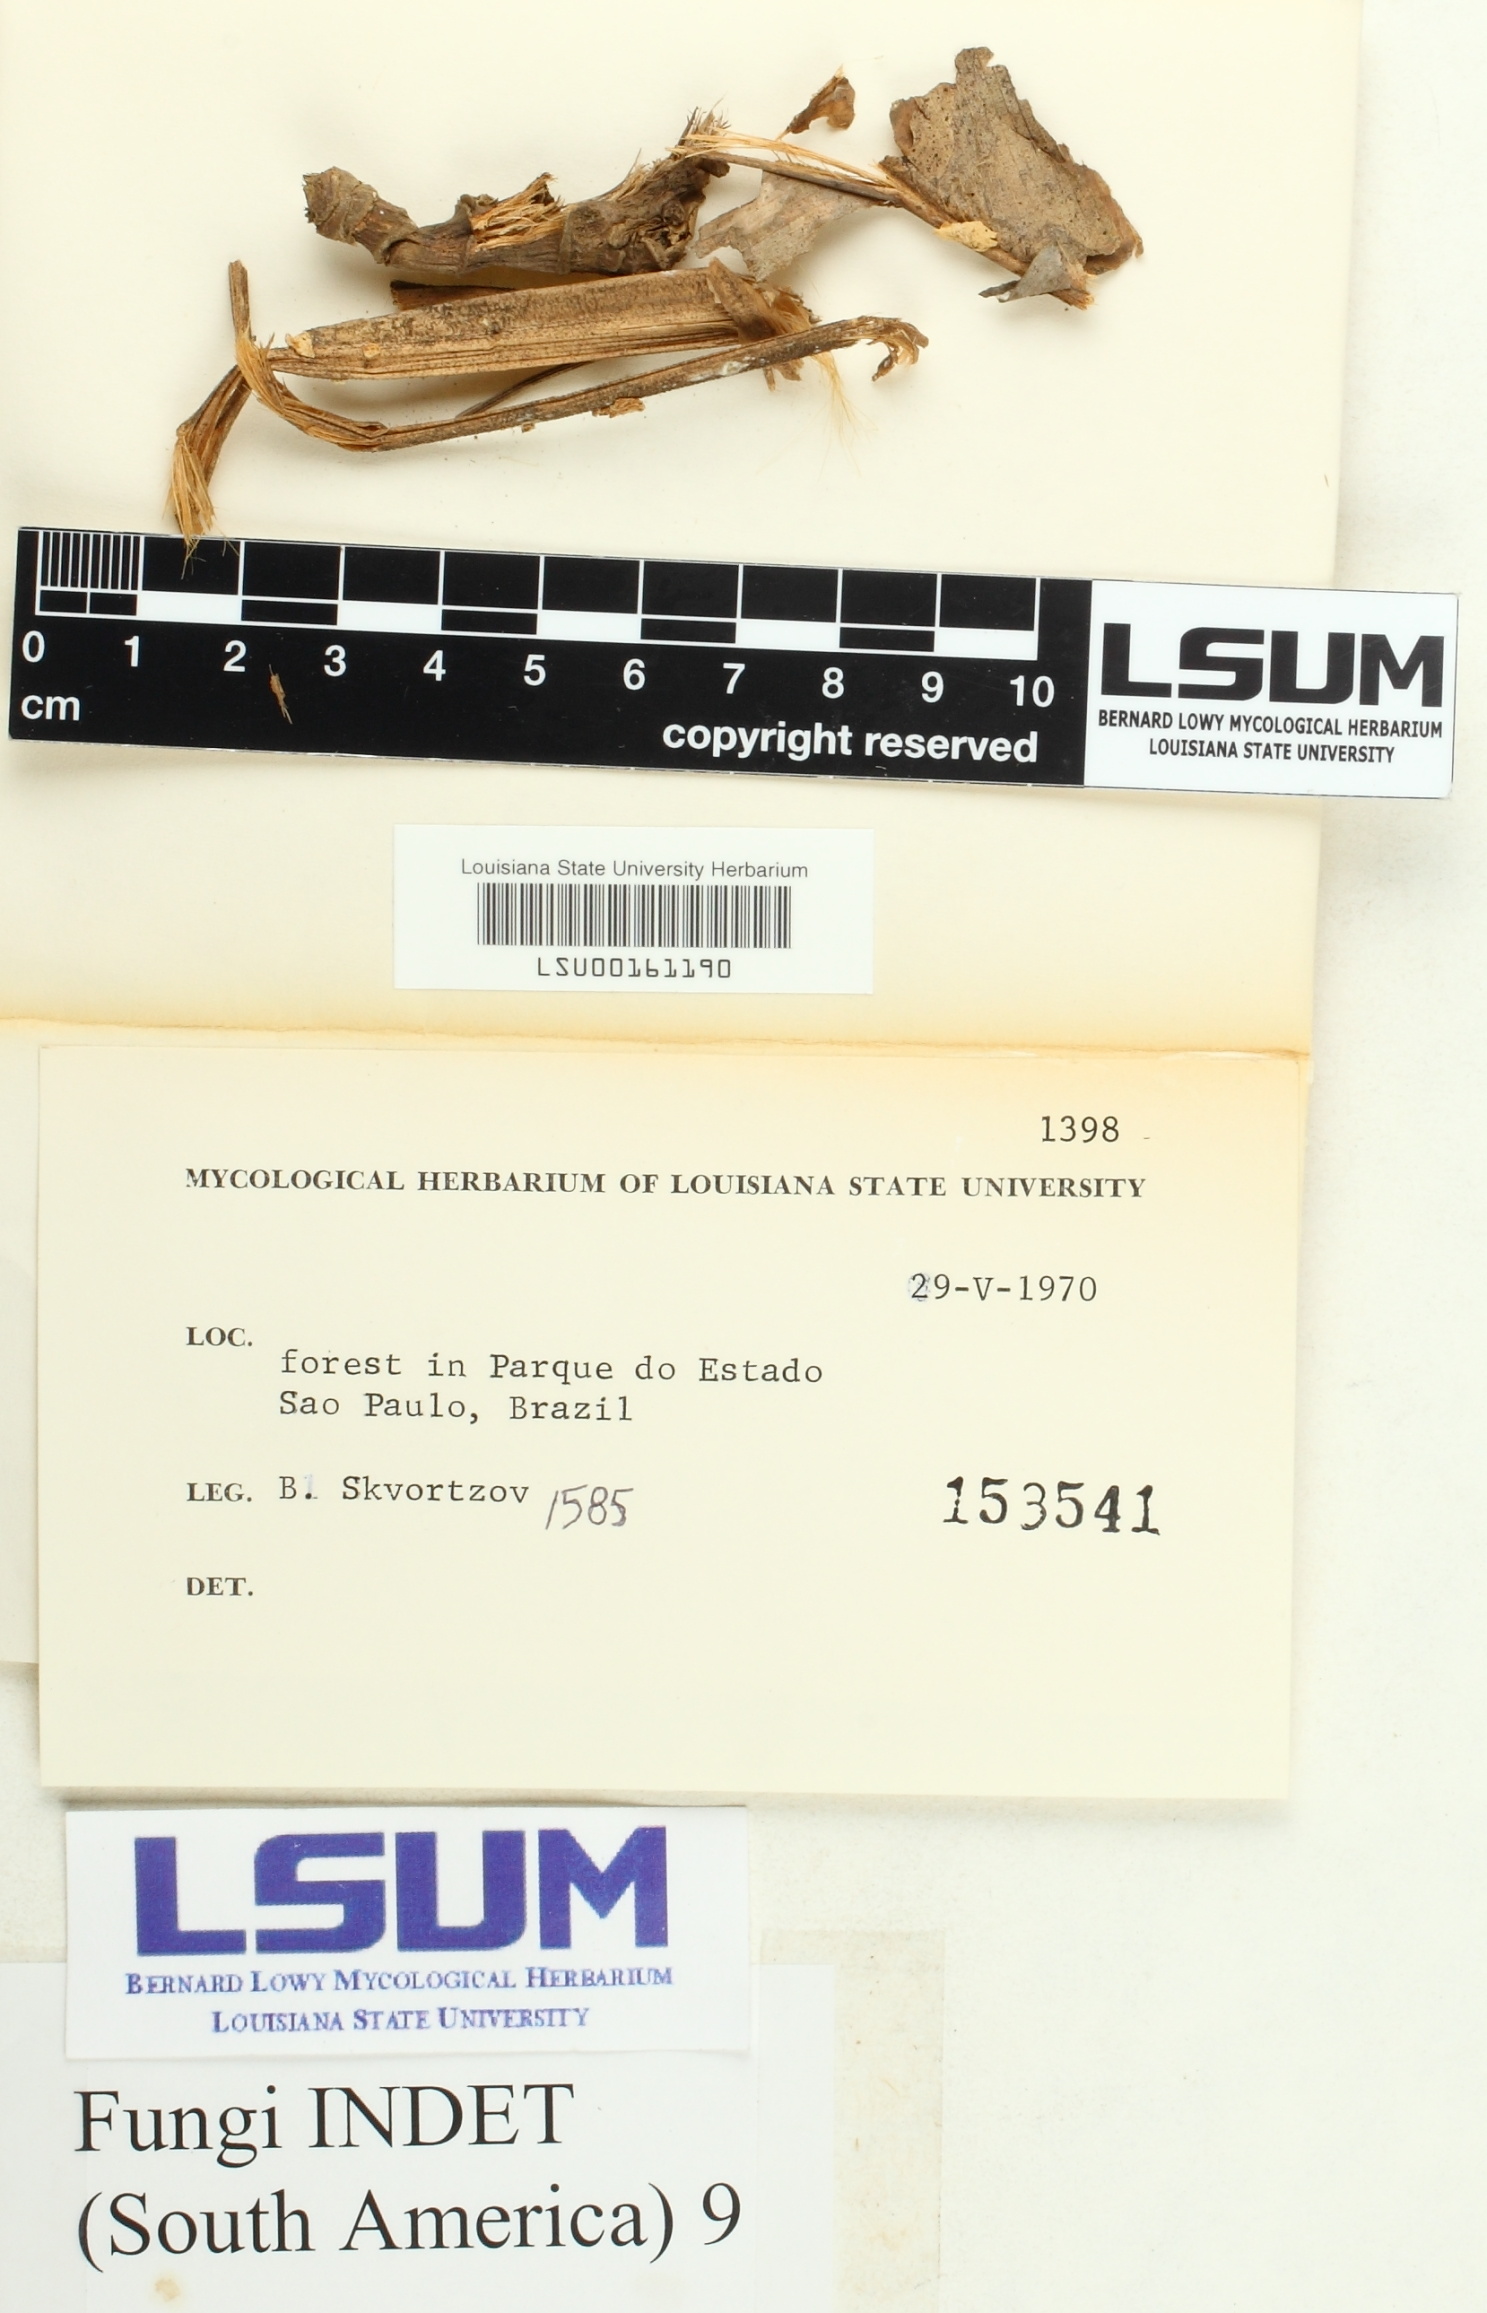 0 1 2 3 4 5 6 7 8 9 10
cm
copyright reserved
LSUM
BERNARD LOWY MYCOLOGICAL HERBARIUM
LOUISIANA STATE UNIVERSITY
Louisiana State University Herbarium
LSU00161190
1398
MYCOLOGICAL HERBARIUM OF LOUISIANA STATE UNIVERSITY
29-V-1970
LOC.
forest in Parque do Estado
Sao Paulo, Brazil
LEG. B. Skvortzov 1585
153541
DET.
LSUM
BERNARD LOWY MYCOLOGICAL HERBARIUM
LOUISIANA STATE UNIVERSITY
Fungi INDET
(South America) 9